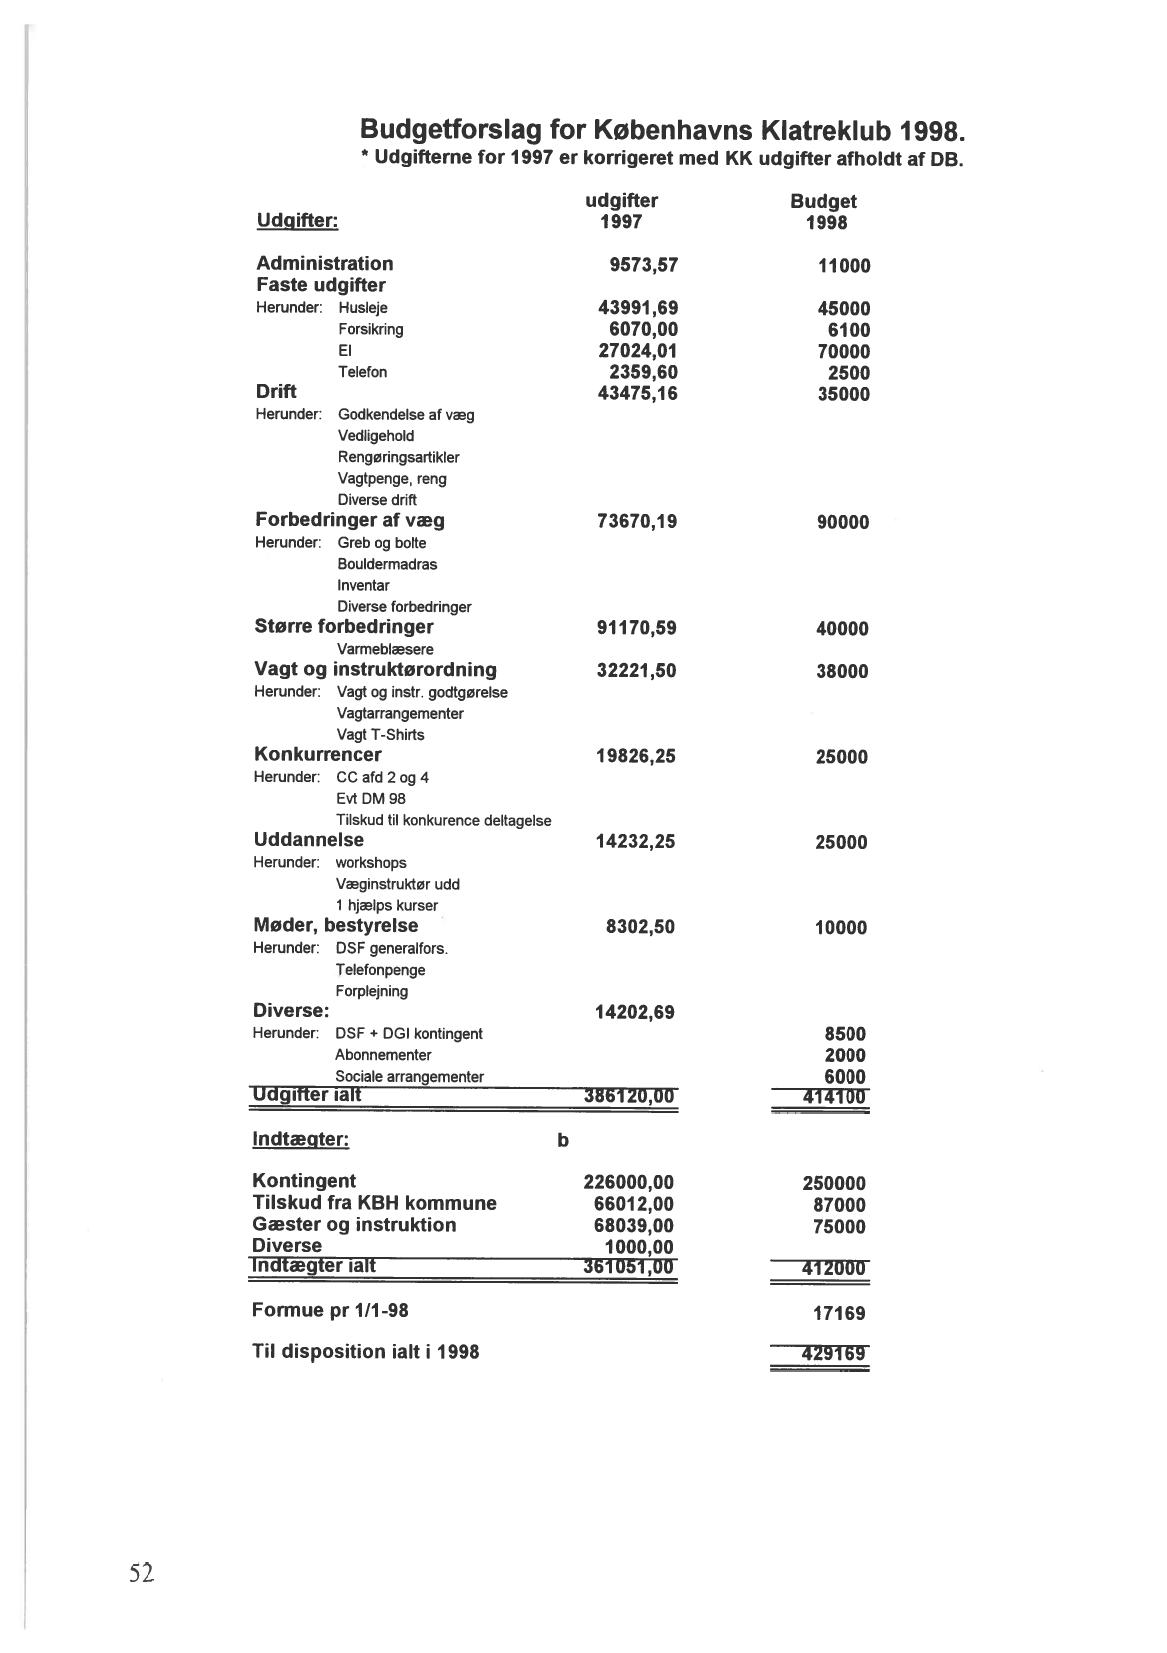 Budgetforslag for Københavns Klatreklub 1998.
* Udgifterne for 1997 er korrigeret med KK udgifter afholdt af DB.
udgifter Budget
Udgifter: 1997 1998
Administration 9573,57 11000
Faste udgifter
Herunder: Husleje 43991,69 45000
Forsikring 6070,00 6100
El 27024,01 70000
Telefon 2359,60 2500
Drift 43475,16 35000
Herunder: Godkendelse af væg
Vedligehold
Rengøringsartikler
Vagtpenge, reng
Diverse drift
Forbedringer af væg 73670,19 90000
Herunder: Greb og bolte
Bouldermadras
Inventar
Diverse forbedringer
Større forbedringer 91170,59 40000
Varmeblæsere
Vagt og instruktørordning 32221,50 38000
Herunder: Vagt og instr. godtgørelse
Vagtarrangementer
Vagt T-Shirts
Konkurrencer 19826,25 25000
Herunder: CC afd 2 og 4
Evt DM 98
Tilskud til konkurence deltagelse
Uddannelse 14232,25 25000
Herunder: workshops
Væginstruktør udd
1 hjælps kurser
Møder, bestyrelse 8302,50 10000
Herunder: DSF generalfors.
Telefonpenge
Forplejning
Diverse: 14202,69
Herunder: DSF + DGI kontingent 8500
Abonnementer 2000
Sociale arrangementer 6000
Udgifter ialt 386120,00 414100
Indtægter: b
Kontingent 226000,00 250000
Tilskud fra KBH kommune 66012,00 87000
Gæster og instruktion 68039,00 75000
Diverse 1000,00
Indtægter ialt 361051,00 412000
Formue pr 1/1-98 17169
Til disposition ialt i 1998 429169
52